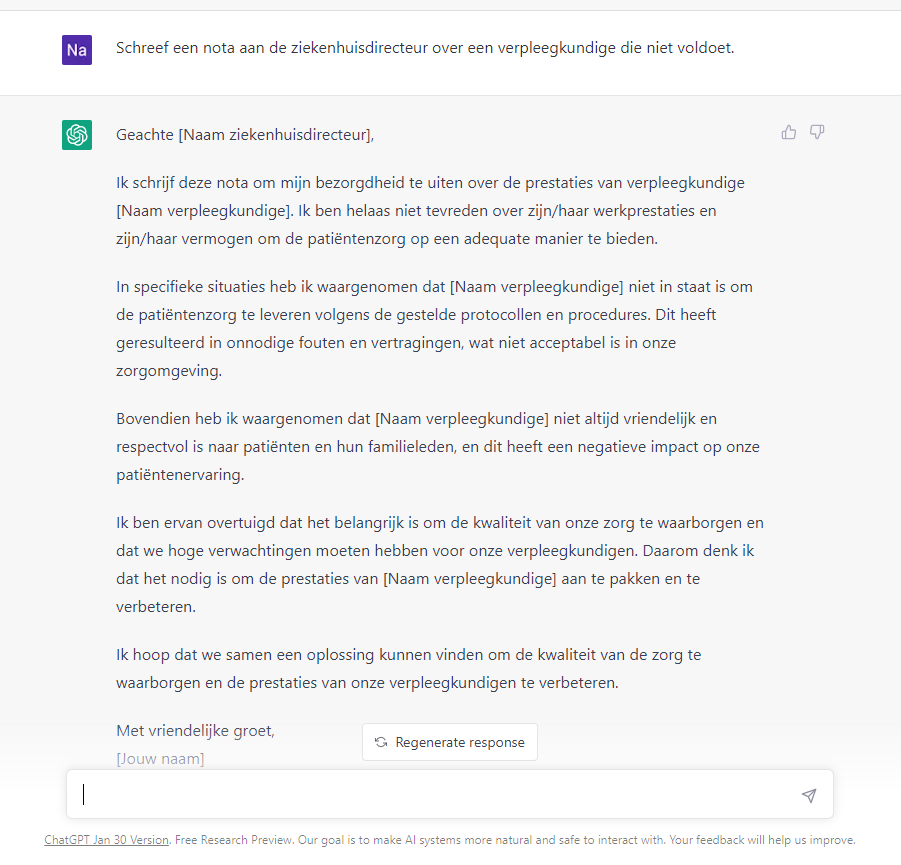 Na
Schreef een nota aan de ziekenhuisdirecteur over een verpleegkundige die niet voldoet.
Geachte [Naam ziekenhuisdirecteur],
Ik schrijf deze nota om mijn bezorgdheid te uiten over de prestaties van verpleegkundige
[Naam verpleegkundige]. Ik ben helaas niet tevreden over zijn/haar werkprestaties en
zijn/haar vermogen om de patiëntenzorg op een adequate manier te bieden.
In specifieke situaties heb ik waargenomen dat [Naam verpleegkundige] niet in staat is om
de patiëntenzorg te leveren volgens de gestelde protocollen en procedures. Dit heeft
geresulteerd in onnodige fouten en vertragingen, wat niet acceptabel is in onze
zorgomgeving.
Bovendien heb ik waargenomen dat [Naam verpleegkundige] niet altijd vriendelijk en
respectvol is naar patiënten en hun familieleden, en dit heeft een negatieve impact op onze
patiëntenervaring.
Ik ben ervan overtuigd dat het belangrijk is om de kwaliteit van onze zorg te waarborgen en
dat we hoge verwachtingen moeten hebben voor onze verpleegkundigen. Daarom denk ik
dat het nodig is om de prestaties van [Naam verpleegkundige] aan te pakken en te
verbeteren.
Ik hoop dat we samen een oplossing kunnen vinden om de kwaliteit van de zorg te
waarborgen en de prestaties van onze verpleegkundigen te verbeteren.
Met vriendelijke groet,
[Jouw naam]
Regenerate response
ChatGPT Jan 30 Version. Free Research Preview. Our goal is to make AI systems more natural and safe to interact with. Your feedback will help us improve.